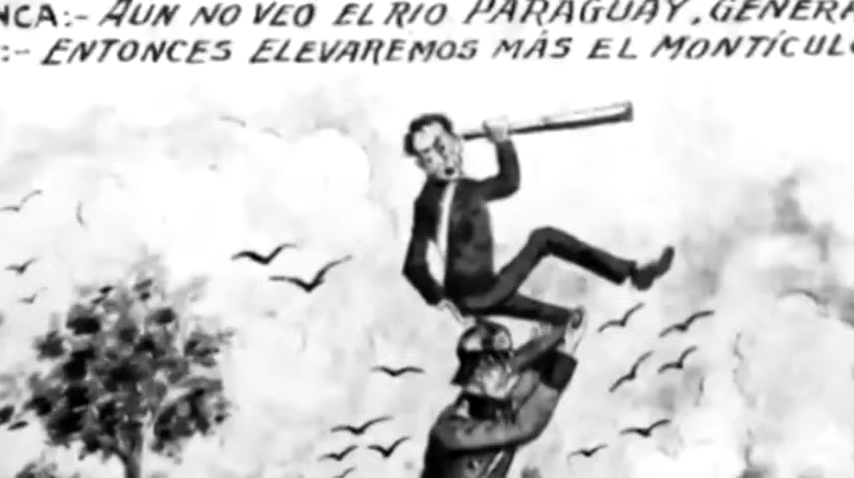 NCA:- AUN NO VEO EL RIO PARAGUAY, GENERA
:- ENTONCES ELEVAREMOS MÁS EL MONTÍCUL